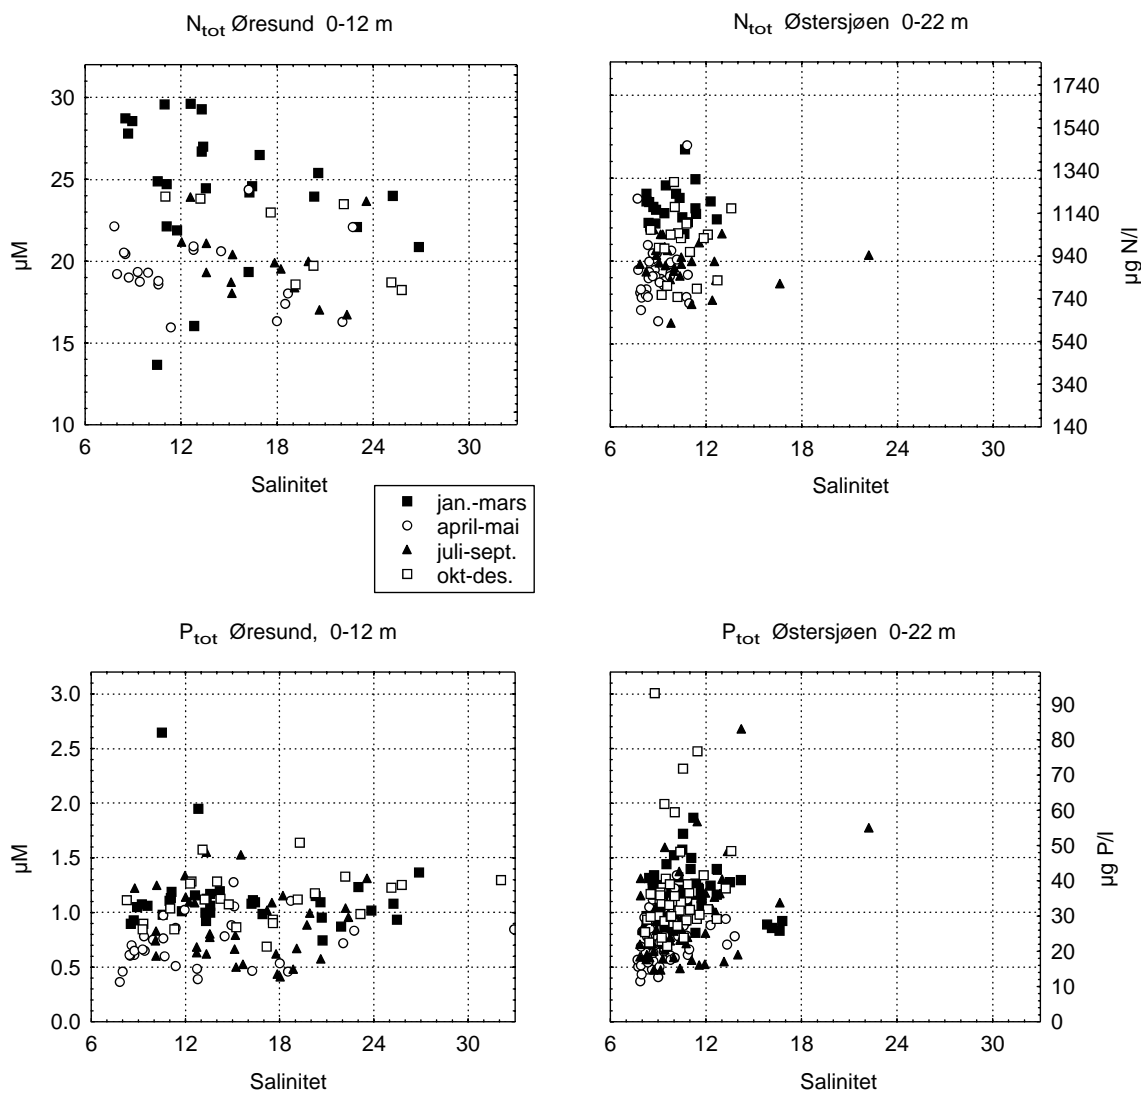 N_tot Øresund 0-12 m
N_tot Østersjøen 0-22 m
30
25
20
15
10
µM
6 12 18 24 30
Salinitet
1740
1540
1340
1140
940
740
540
340
140
µg N/l
6 12 18 24 30
Salinitet
jan.-mars
april-mai
juli-sept.
okt-des.
P_tot Øresund, 0-12 m
P_tot Østersjøen 0-22 m
3.0
2.5
2.0
1.5
1.0
0.5
0.0
µM
6 12 18 24 30
Salinitet
90
80
70
60
50
40
30
20
10
0
µg P/l
6 12 18 24 30
Salinitet